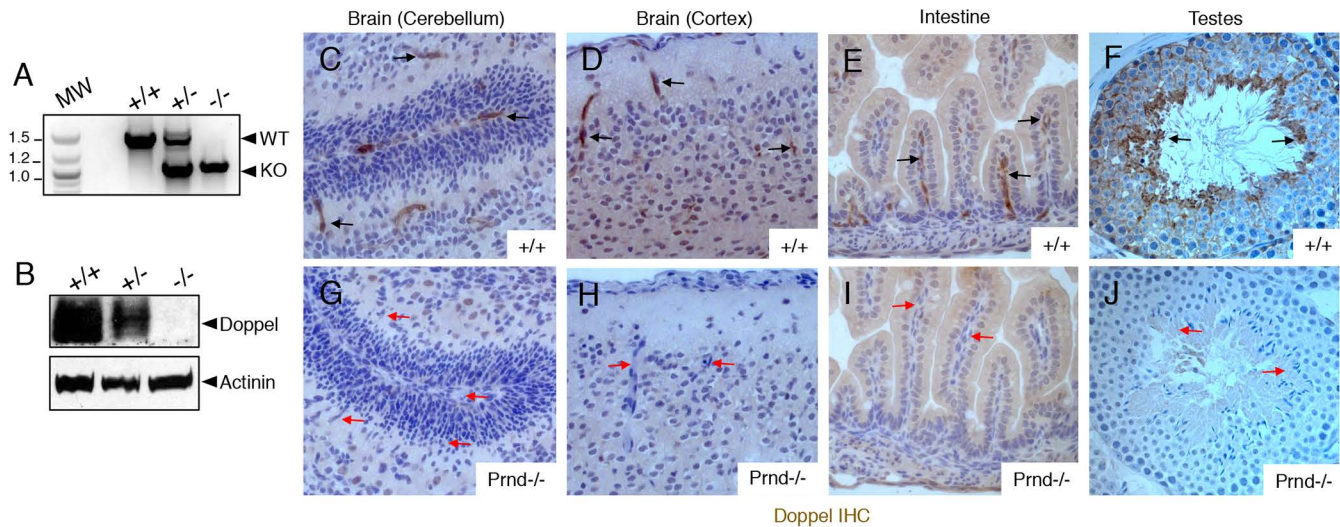 Brain (Cerebellum)
Brain (Cortex)
Intestine
Testes
A
MW
+/+
+/-
-/-
1.5
1.2
1.0
WT
KO
B
+/+
+/-
-/-
Doppel
Actinin
C
+/+
D
+/+
E
+/+
F
+/+
G
Prnd-/-
H
Prnd-/-
I
Prnd-/-
J
Prnd-/-
Doppel IHC